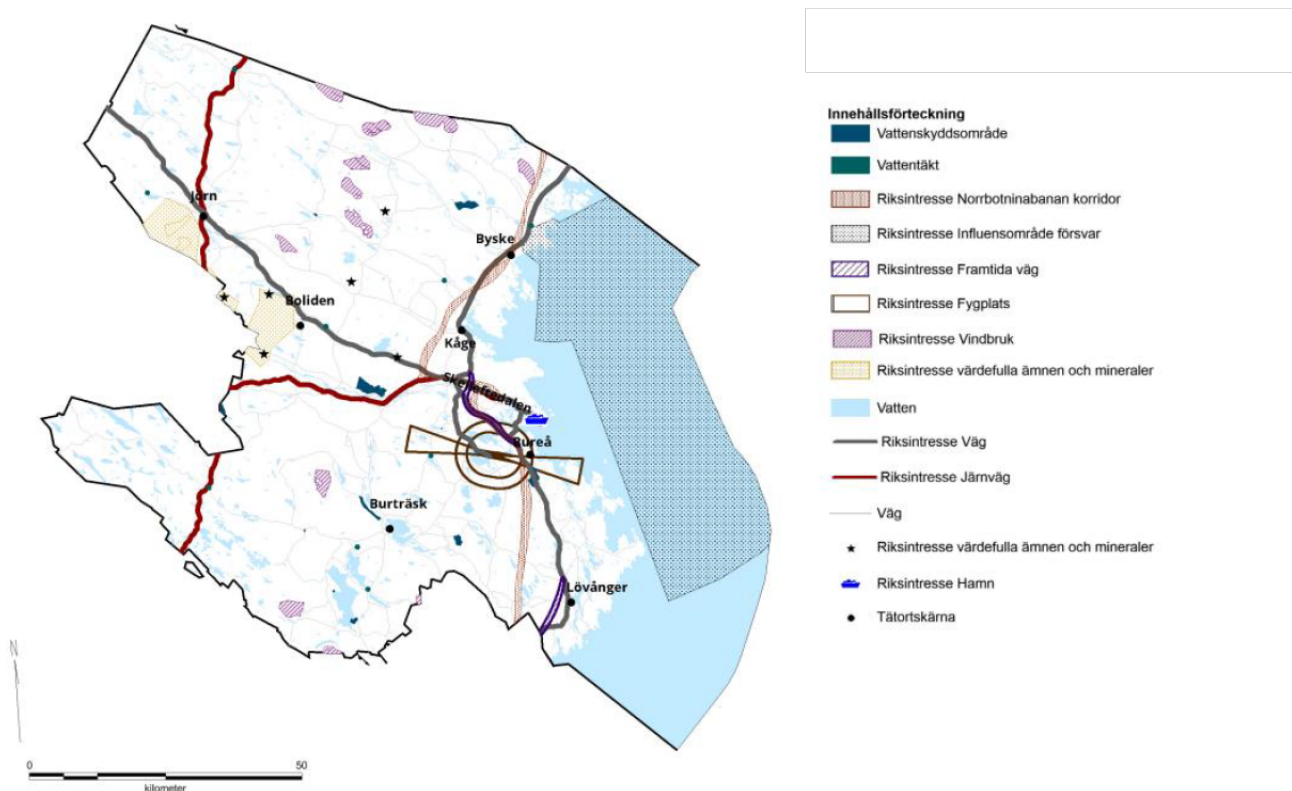 Innehållsförteckning
Vattenskyddsområde
Vattentäkt
Riksintresse Norrbotninabanan korridor
Riksintresse Influensområde försvar
Riksintresse Framtida väg
Riksintresse Fygplats
Riksintresse Vindbruk
Riksintresse värdefulla ämnen och mineraler
Vatten
Riksintresse Väg
Riksintresse Järnväg
Väg
Riksintresse värdefulla ämnen och mineraler
Riksintresse Hamn
Tätortskärna
Jörn
Byske
Boliden
Kåge
Skelleftedalen
Bureå
Burträsk
Lövånger
N
0 50
kilometer